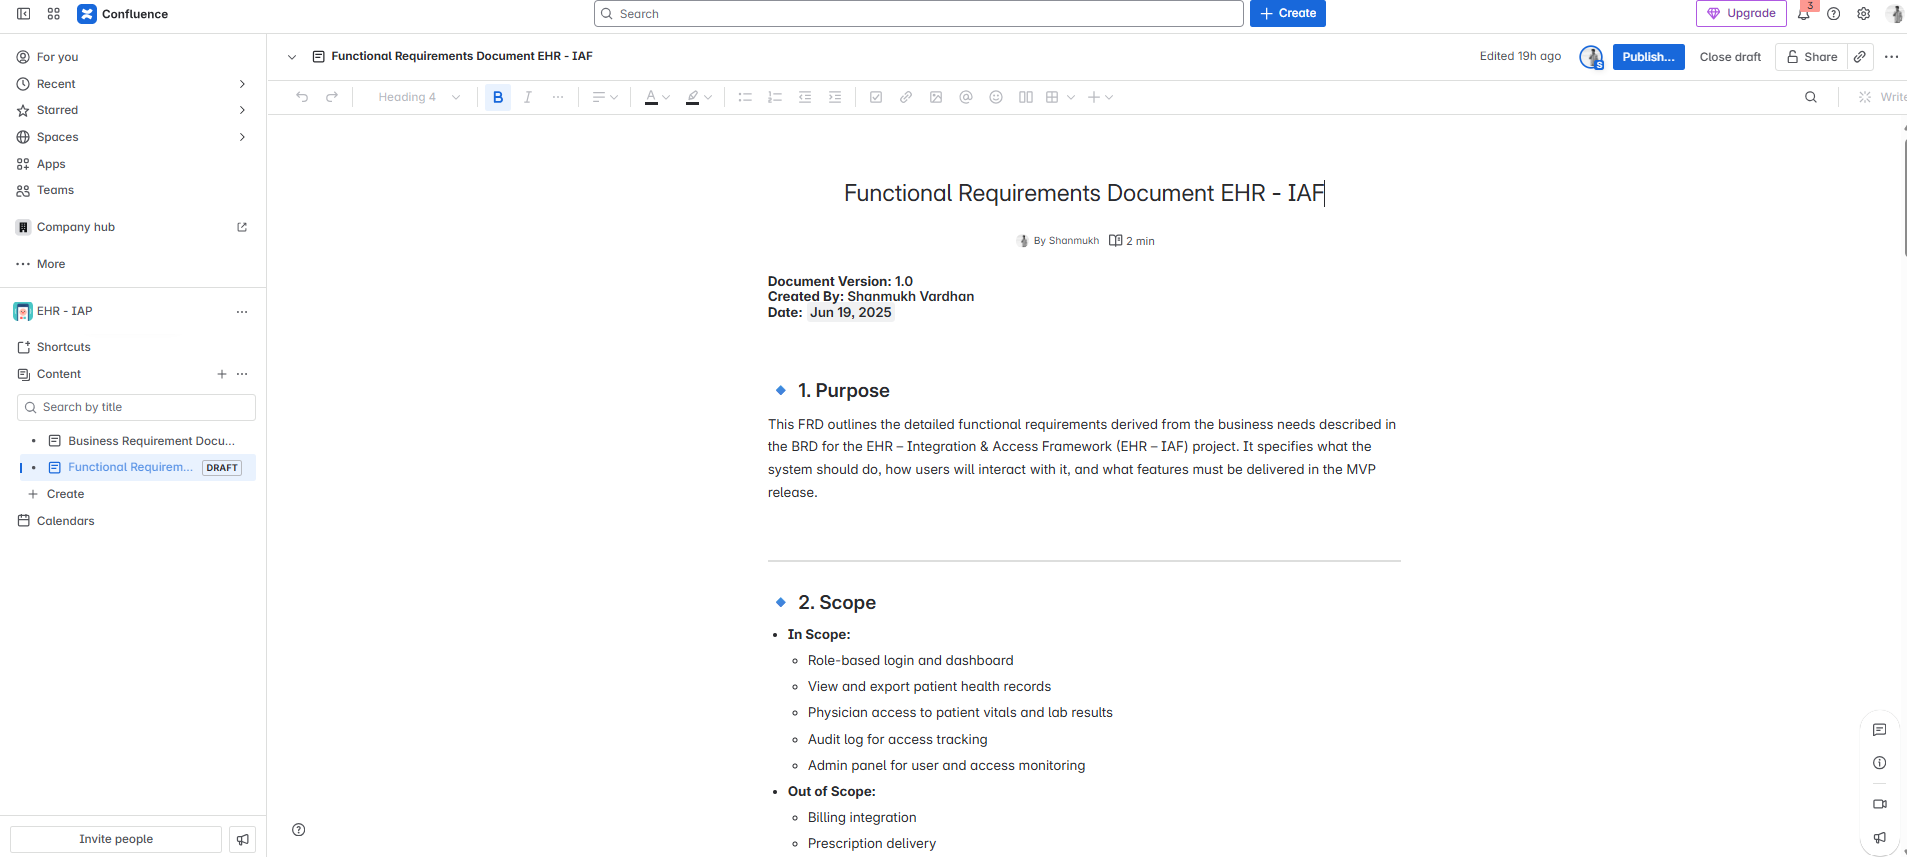 Confluence
Search
Create
Upgrade
3
For you
Recent
Starred
Spaces
Apps
Teams
Company hub
More
EHR - IAP
Shortcuts
Content
Search by title
Business Requirement Docu...
Functional Requirem... DRAFT
Create
Calendars
Invite people
Functional Requirements Document EHR - IAF
Edited 19h ago
S
Publish...
Close draft
Share
Heading 4
B
I
A
Write
Functional Requirements Document EHR - IAF
By Shanmukh 2 min
Document Version: 1.0
Created By: Shanmukh Vardhan
Date: Jun 19, 2025
1. Purpose
This FRD outlines the detailed functional requirements derived from the business needs described in
the BRD for the EHR – Integration & Access Framework (EHR – IAF) project. It specifies what the
system should do, how users will interact with it, and what features must be delivered in the MVP
release.
2. Scope
• In Scope:
◦ Role-based login and dashboard
◦ View and export patient health records
◦ Physician access to patient vitals and lab results
◦ Audit log for access tracking
◦ Admin panel for user and access monitoring
• Out of Scope:
◦ Billing integration
◦ Prescription delivery